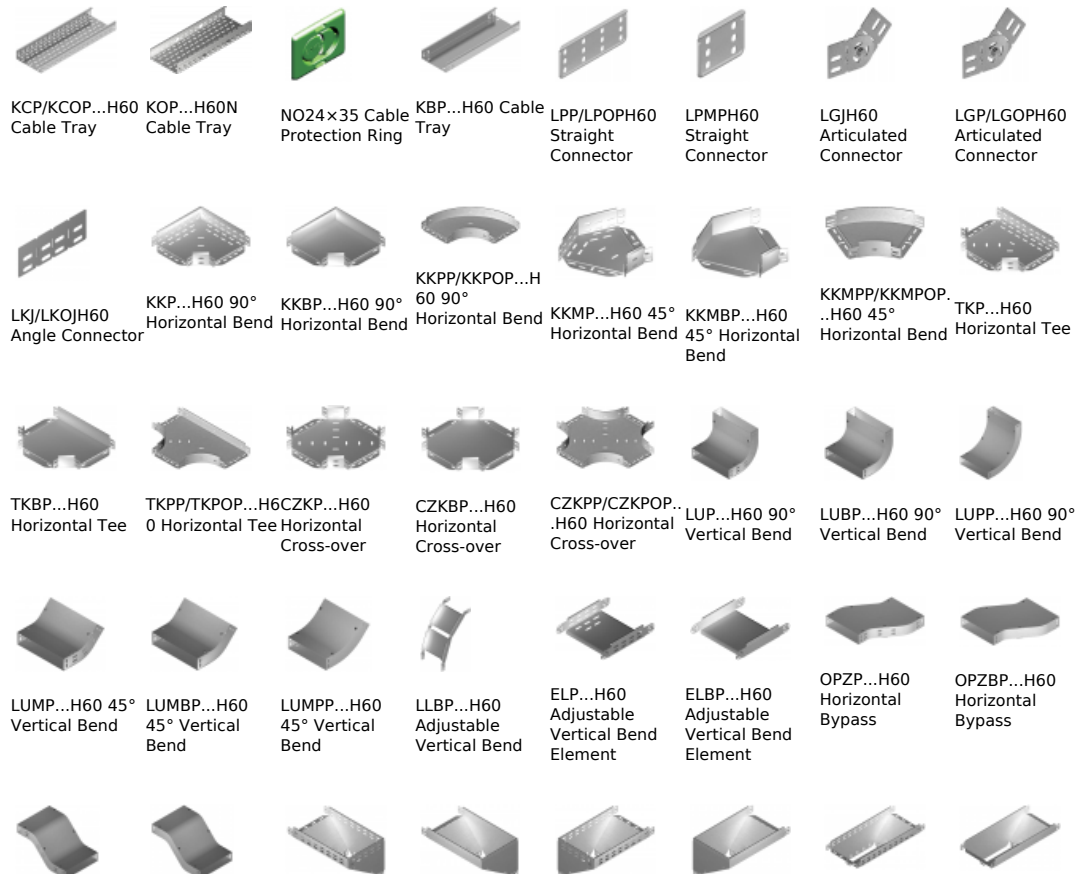 KCP/KCOP...H60
Cable Tray
KOP...H60N
Cable Tray
NO24×35 Cable
Protection Ring
KBP...H60 Cable
Tray
LPP/LPOPH60
Straight
Connector
LPMPH60
Straight
Connector
LGJH60
Articulated
Connector
LGP/LGOPH60
Articulated
Connector
LKJ/LKOJH60
Angle Connector
KKP...H60 90°
Horizontal Bend
KKBP...H60 90°
Horizontal Bend
KKPP/KKPOP...H
60 90°
Horizontal Bend
KKMP...H60 45°
Horizontal Bend
KKMBP...H60
45° Horizontal
Bend
KKMPP/KKMPOP.
..H60 45°
Horizontal Bend
TKP...H60
Horizontal Tee
TKBP...H60
Horizontal Tee
TKPP/TKPOP...H6
0 Horizontal Tee
CZKP...H60
Horizontal
Cross-over
CZKBP...H60
Horizontal
Cross-over
CZKPP/CZKPOP..
.H60 Horizontal
Cross-over
LUP...H60 90°
Vertical Bend
LUBP...H60 90°
Vertical Bend
LUPP...H60 90°
Vertical Bend
LUMP...H60 45°
Vertical Bend
LUMBP...H60
45° Vertical
Bend
LUMPP...H60
45° Vertical
Bend
LLBP...H60
Adjustable
Vertical Bend
ELP...H60
Adjustable
Vertical Bend
Element
ELBP...H60
Adjustable
Vertical Bend
Element
OPZP...H60
Horizontal
Bypass
OPZBP...H60
Horizontal
Bypass